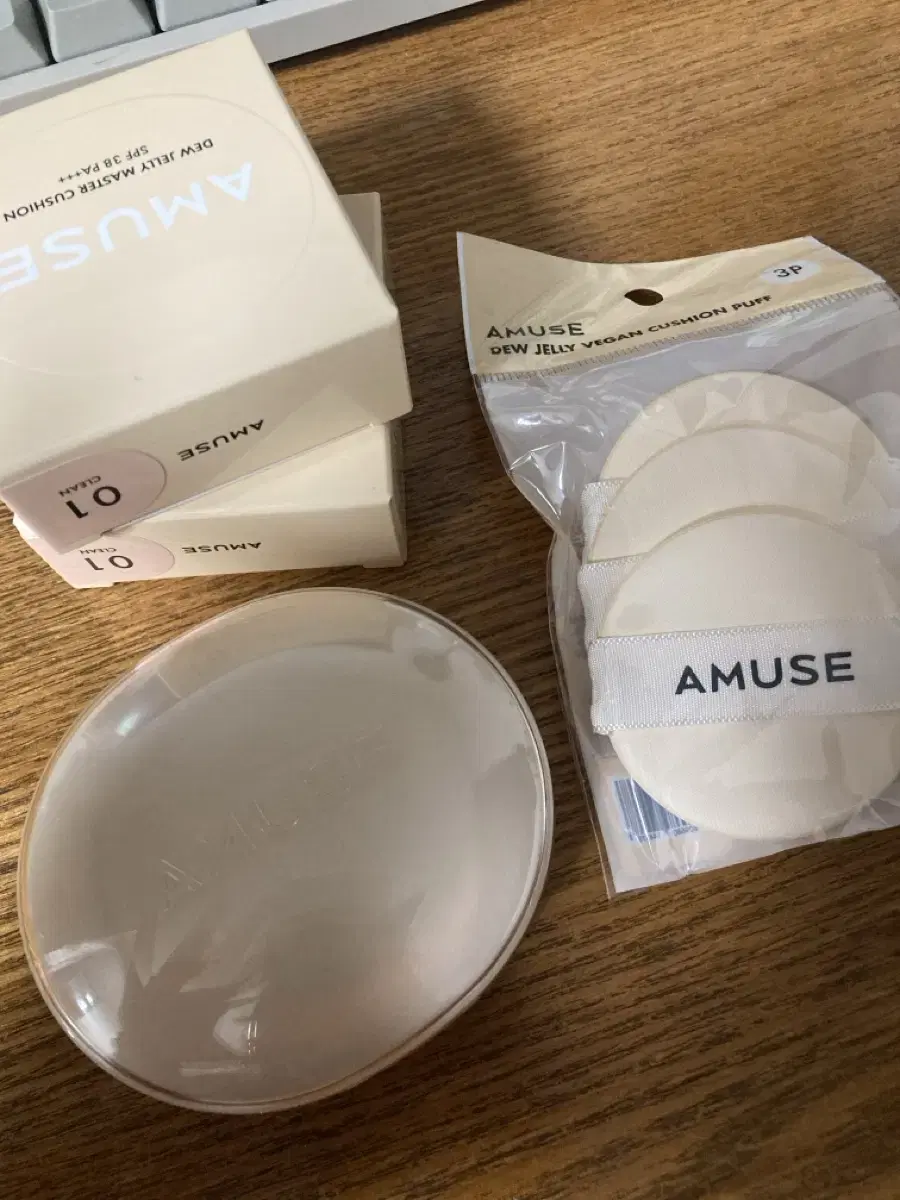 AMUSE
DEW JELLY MASTER CUSHION
SPF 38 PA+++
AMUSE
01
CLEAN
AMUSE
01
CLEAN
3P
AMUSE
DEW JELLY VEGAN CUSHION PUFF
AMUSE
AMUSE